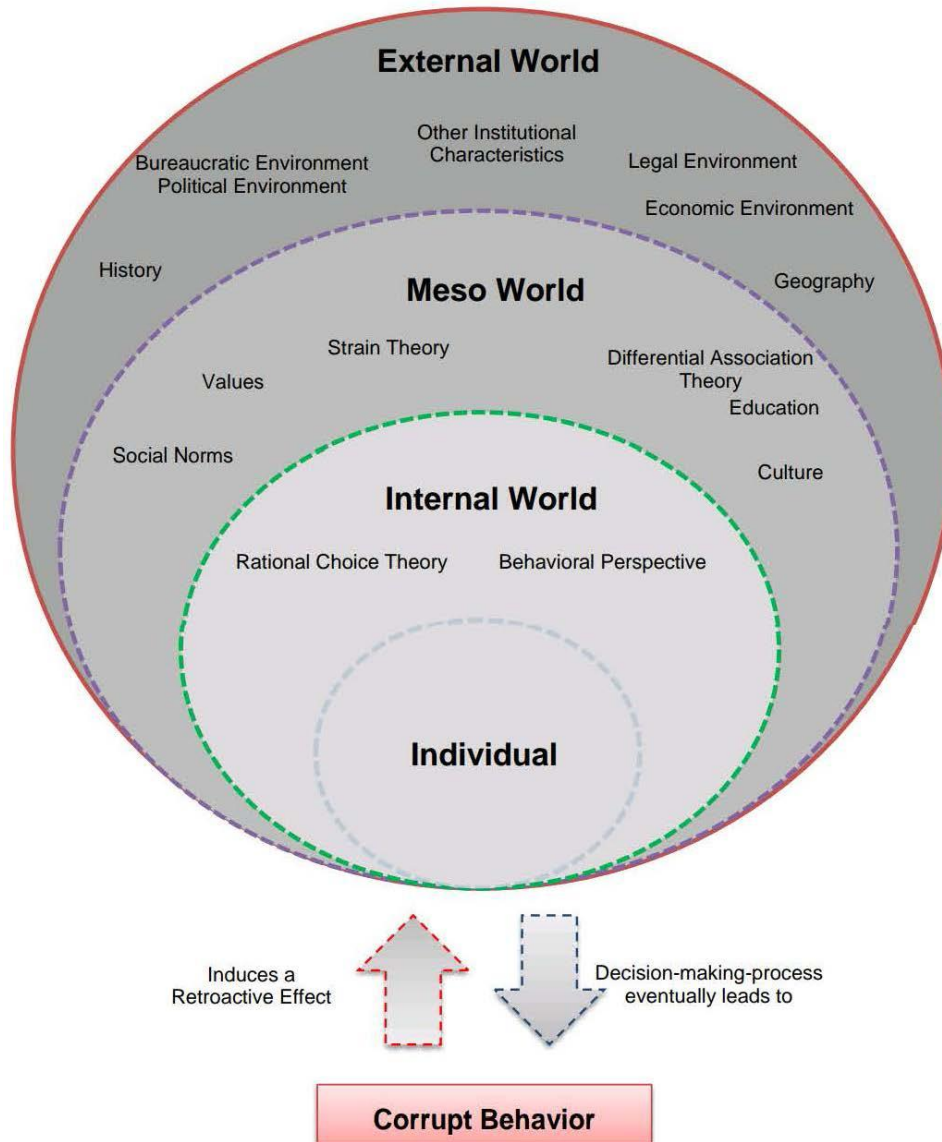 External World
Other Institutional
Characteristics
Bureaucratic Environment
Political Environment
Legal Environment
Economic Environment
History
Geography
Meso World
Strain Theory
Differential Association
Theory
Values
Education
Social Norms
Culture
Internal World
Rational Choice Theory
Behavioral Perspective
Individual
Induces a
Retroactive Effect
Decision-making-process
eventually leads to
Corrupt Behavior